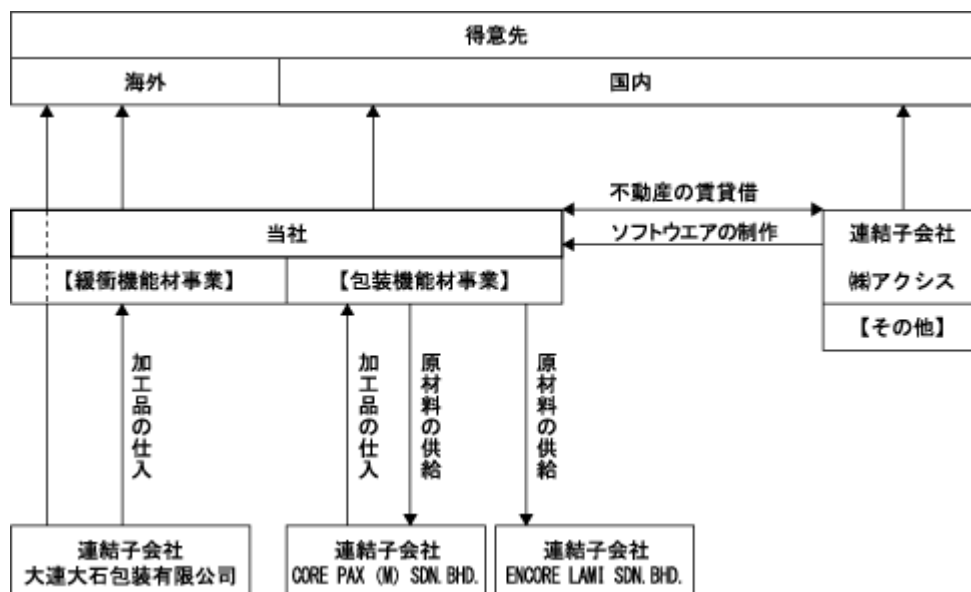 得意先
海外
国内
不動産の賃貸借
ソフトウエアの制作
当社
【緩衝機能材事業】
【包装機能材事業】
連結子会社
㈱アクシス
【その他】
加工品の仕入
加工品の仕入
原材料の供給
原材料の供給
連結子会社
大連大石包装有限公司
連結子会社
CORE PAX (M) SDN.BHD.
連結子会社
ENCORE LAMI SDN.BHD.